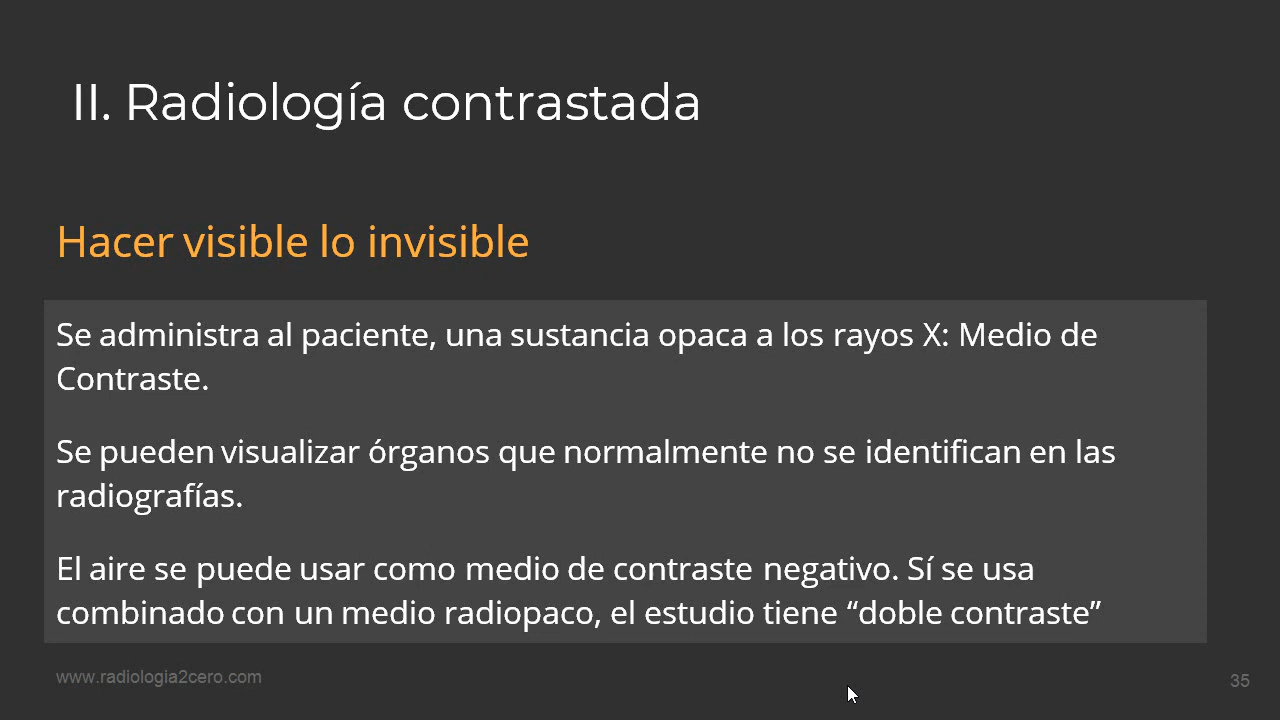 II. Radiología contrastada
Hacer visible lo invisible
Se administra al paciente, una sustancia opaca a los rayos X: Medio de
Contraste.
Se pueden visualizar órganos que normalmente no se identifican en las
radiografías.
El aire se puede usar como medio de contraste negativo. Sí se usa
combinado con un medio radiopaco, el estudio tiene “doble contraste”
www.radiologia2cero.com
35